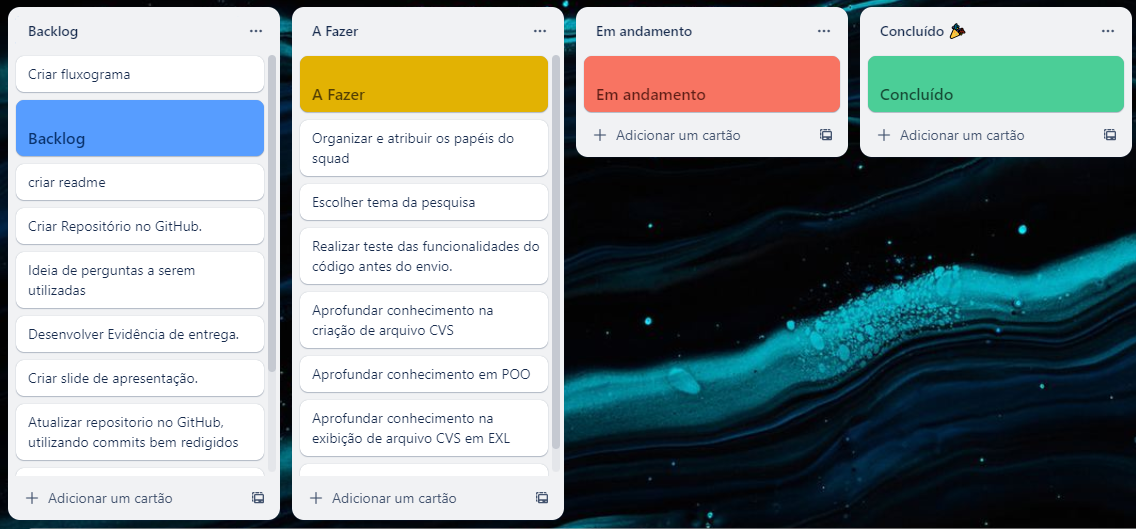 Backlog
Criar fluxograma
Backlog
criar readme
Criar Repositório no GitHub.
Ideia de perguntas a serem
utilizadas
Desenvolver Evidência de entrega.
Criar slide de apresentação.
Atualizar repositorio no GitHub,
utilizando commits bem redigidos
Adicionar um cartão
A Fazer
A Fazer
Organizar e atribuir os papéis do
squad
Escolher tema da pesquisa
Realizar teste das funcionalidades do
código antes do envio.
Aprofundar conhecimento na
criação de arquivo CVS
Aprofundar conhecimento em POO
Aprofundar conhecimento na
exibição de arquivo CVS em EXL
Adicionar um cartão
Em andamento
Em andamento
Adicionar um cartão
Concluído 🎉
Concluído
Adicionar um cartão